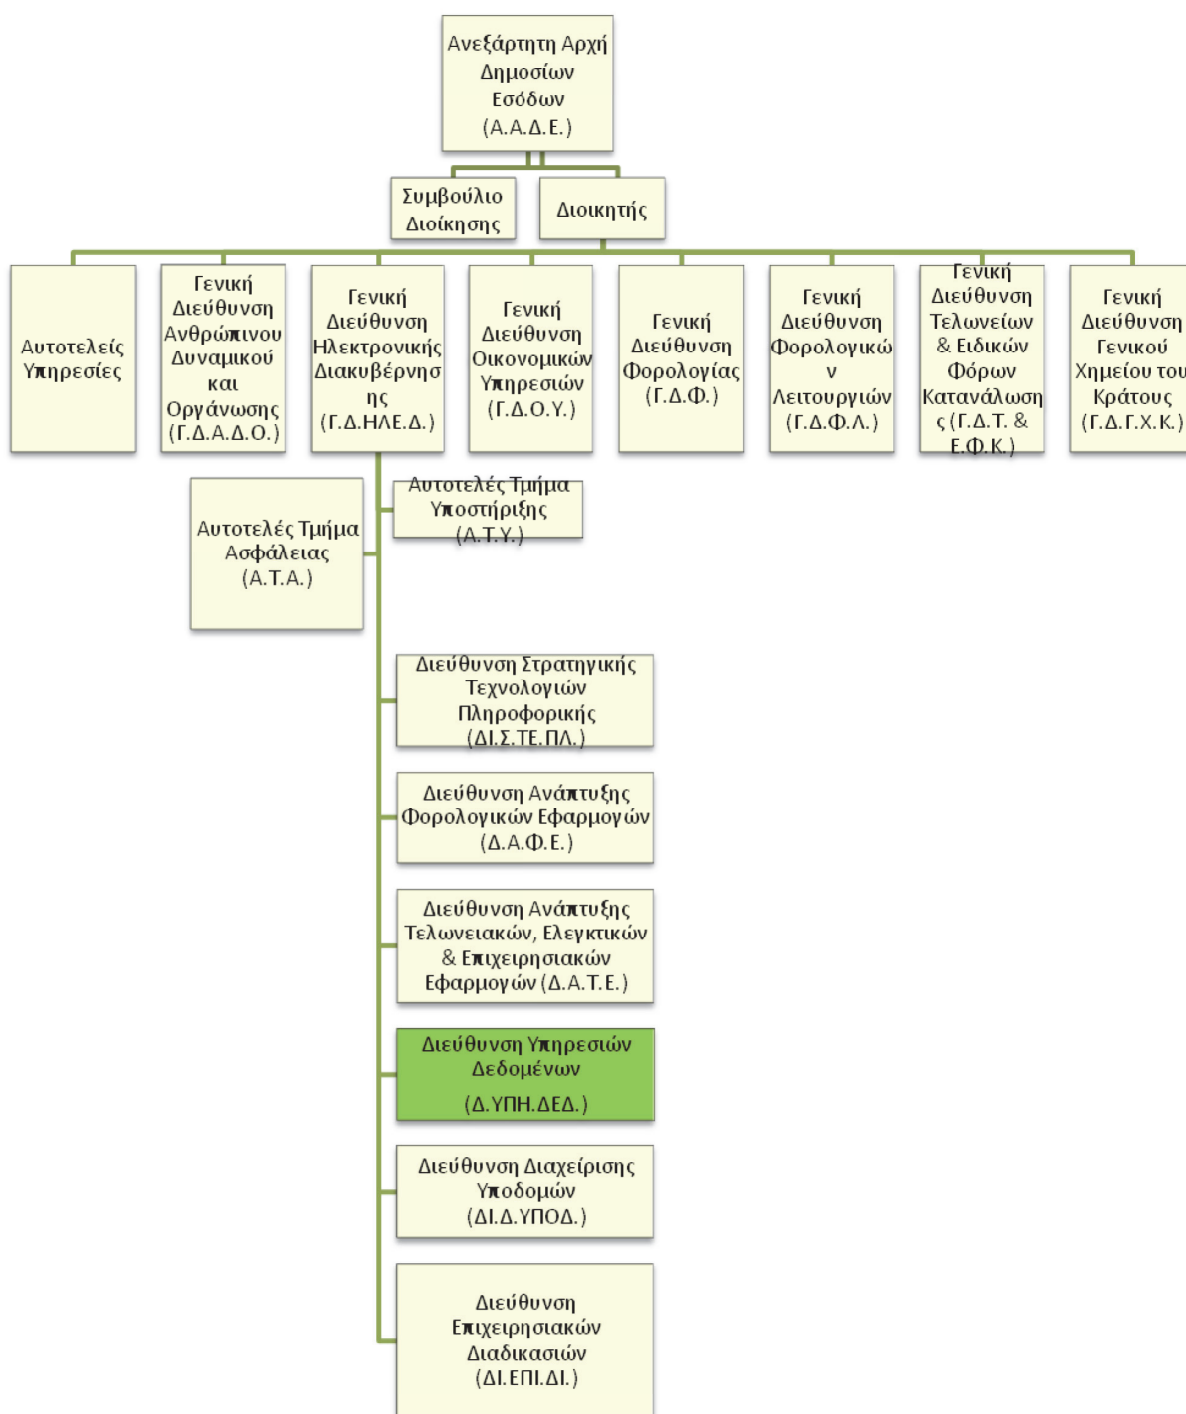 Ανεξάρτητη Αρχή
Δημοσίων
Εσόδων
(Α.Α.Δ.Ε.)
Συμβούλιο
Διοίκησης
Διοικητής
Αυτοτελείς
Υπηρεσίες
Γενική
Διεύθυνση
Ανθρώπινου
Δυναμικού
και
Οργάνωσης
(Γ.Δ.Α.Δ.Ο.)
Γενική
Διεύθυνση
Ηλεκτρονικής
Διακυβέρνησ
ης
(Γ.Δ.ΗΛΕ.Δ.)
Γενική
Διεύθυνση
Οικονομικών
Υπηρεσιών
(Γ.Δ.Ο.Υ.)
Γενική
Διεύθυνση
Φορολογίας
(Γ.Δ.Φ.)
Γενική
Διεύθυνση
Φορολογικώ
ν
Λειτουργιών
(Γ.Δ.Φ.Λ.)
Γενική
Διεύθυνση
Τελωνείων
& Ειδικών
Φόρων
Κατανάλωση
ς (Γ.Δ.Τ. &
Ε.Φ.Κ.)
Γενική
Διεύθυνση
Γενικού
Χημείου του
Κράτους
(Γ.Δ.Γ.Χ.Κ.)
Αυτοτελές Τμήμα
Ασφάλειας
(Α.Τ.Α.)
Αυτοτελές Τμήμα
Υποστήριξης
(Α.Τ.Υ.)
Διεύθυνση Στρατηγικής
Τεχνολογιών
Πληροφορικής
(ΔΙ.Σ.ΤΕ.ΠΛ.)
Διεύθυνση Ανάπτυξης
Φορολογικών Εφαρμογών
(Δ.Α.Φ.Ε.)
Διεύθυνση Ανάπτυξης
Τελωνειακών, Ελεγκτικών
& Επιχειρησιακών
Εφαρμογών (Δ.Α.Τ.Ε.)
Διεύθυνση Υπηρεσιών
Δεδομένων
(Δ.ΥΠΗ.ΔΕΔ.)
Διεύθυνση Διαχείρισης
Υποδομών
(ΔΙ.Δ.ΥΠΟΔ.)
Διεύθυνση
Επιχειρησιακών
Διαδικασιών
(ΔΙ.ΕΠΙ.ΔΙ.)